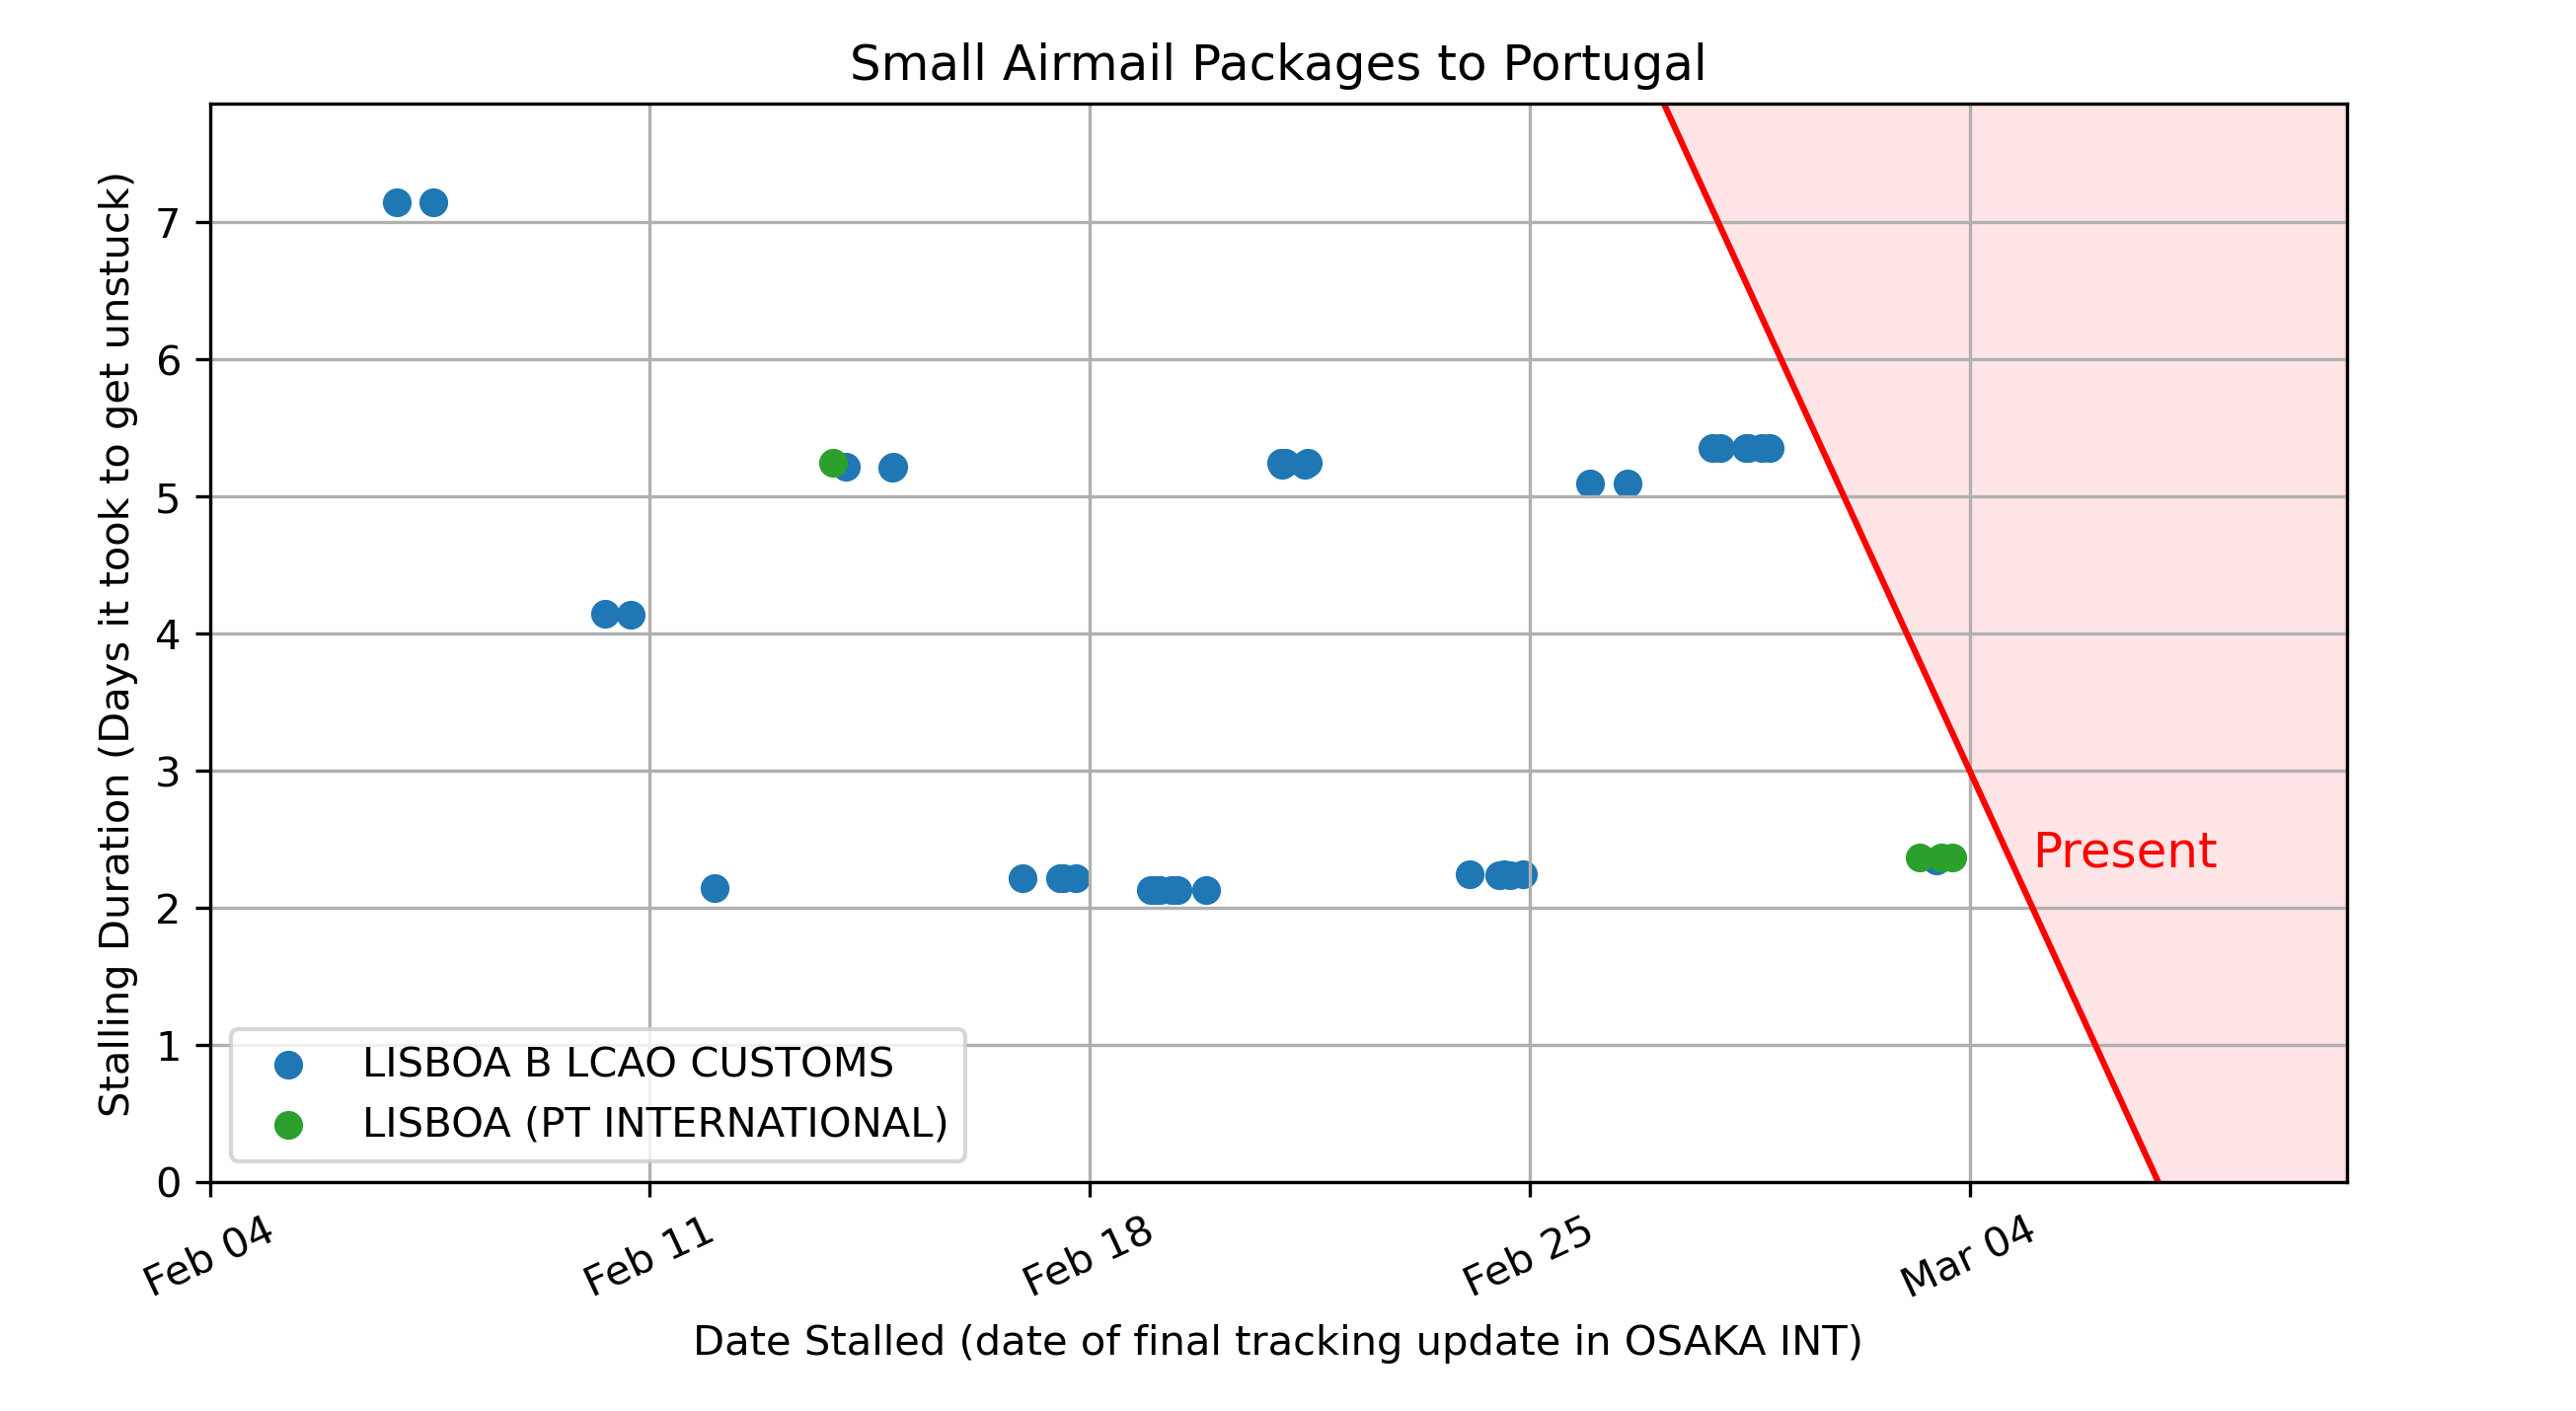 Small Airmail Packages to Portugal
Stalling Duration (Days it took to get unstuck)
7
6
5
4
3
2
1
0
Present
LISBOA B LCAO CUSTOMS
LISBOA (PT INTERNATIONAL)
Feb 04
Feb 11
Feb 18
Feb 25
Mar 04
Date Stalled (date of final tracking update in OSAKA INT)